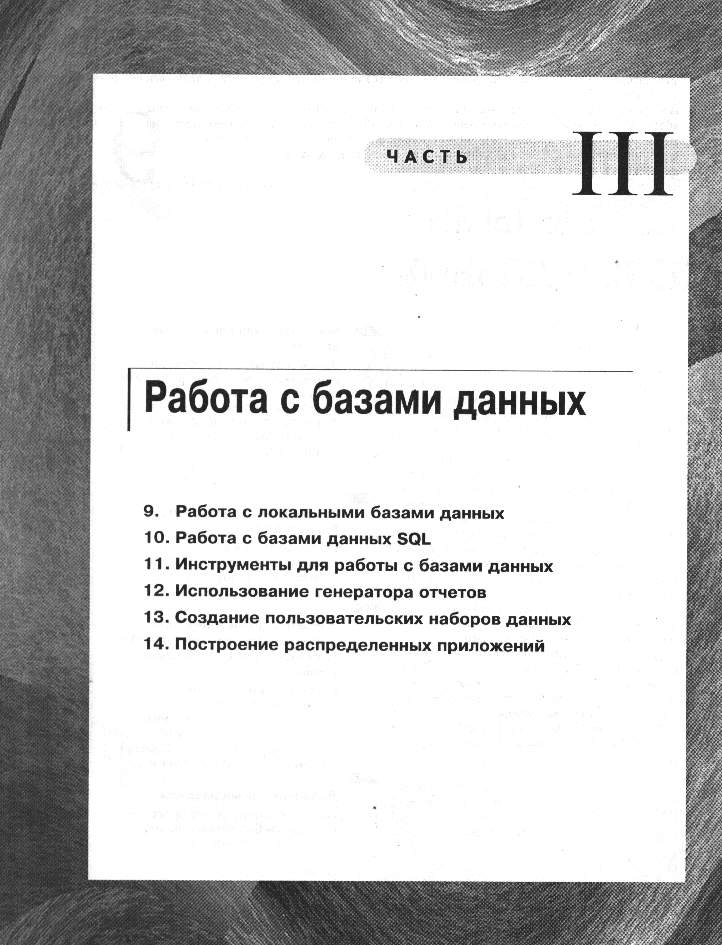 ЧАСТЬ III
Работа с базами данных
9. Работа с локальными базами данных
10. Работа с базами данных SQL
11. Инструменты для работы с базами данных
12. Использование генератора отчетов
13. Создание пользовательских наборов данных
14. Построение распределенных приложений